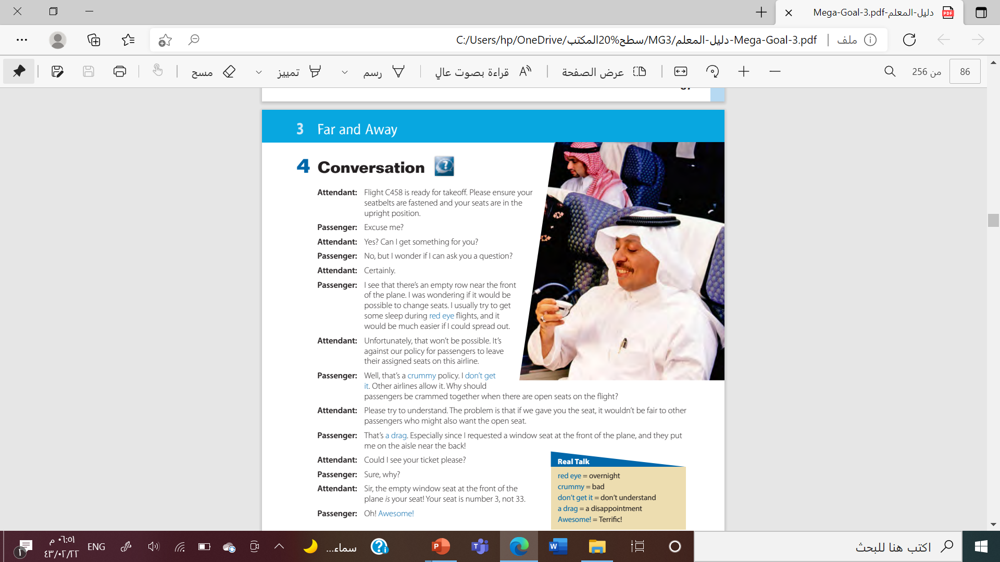 دليل-المعلم-Mega-Goal-3.pdf
C:/Users/hp/OneDrive/سطح%20المكتب/MG3/دليل-المعلم-Mega-Goal-3.pdf
ملف
مسح
تمييز
رسم
قراءة بصوت عالٍ
عرض الصفحة
من 256
86
3 Far and Away
4 Conversation
Attendant: Flight C458 is ready for takeoff. Please ensure your
seatbelts are fastened and your seats are in the
upright position.
Passenger: Excuse me?
Attendant: Yes? Can I get something for you?
Passenger: No, but I wonder if I can ask you a question?
Attendant: Certainly.
Passenger: I see that there's an empty row near the front
of the plane. I was wondering if it would be
possible to change seats. I usually try to get
some sleep during red eye flights, and it
would be much easier if I could spread out.
Attendant: Unfortunately, that won't be possible. It's
against our policy for passengers to leave
their assigned seats on this airline.
Passenger: Well, that's a crummy policy. I don't get
it. Other airlines allow it. Why should
passengers be crammed together when there are open seats on the flight?
Attendant: Please try to understand. The problem is that if we gave you the seat, it wouldn't be fair to other
passengers who might also want the open seat.
Passenger: That's a drag. Especially since I requested a window seat at the front of the plane, and they put
me on the aisle near the back!
Attendant: Could I see your ticket please?
Passenger: Sure, why?
Attendant: Sir, the empty window seat at the front of the
plane is your seat! Your seat is number 3, not 33.
Passenger: Oh! Awesome!
Real Talk
red eye = overnight
crummy = bad
don't get it = don't understand
a drag = a disappointment
Awesome! = Terrific!
٠٦:٥١ م
٤٣/٠٢/٢٢
ENG
سماء...
اكتب هنا للبحث